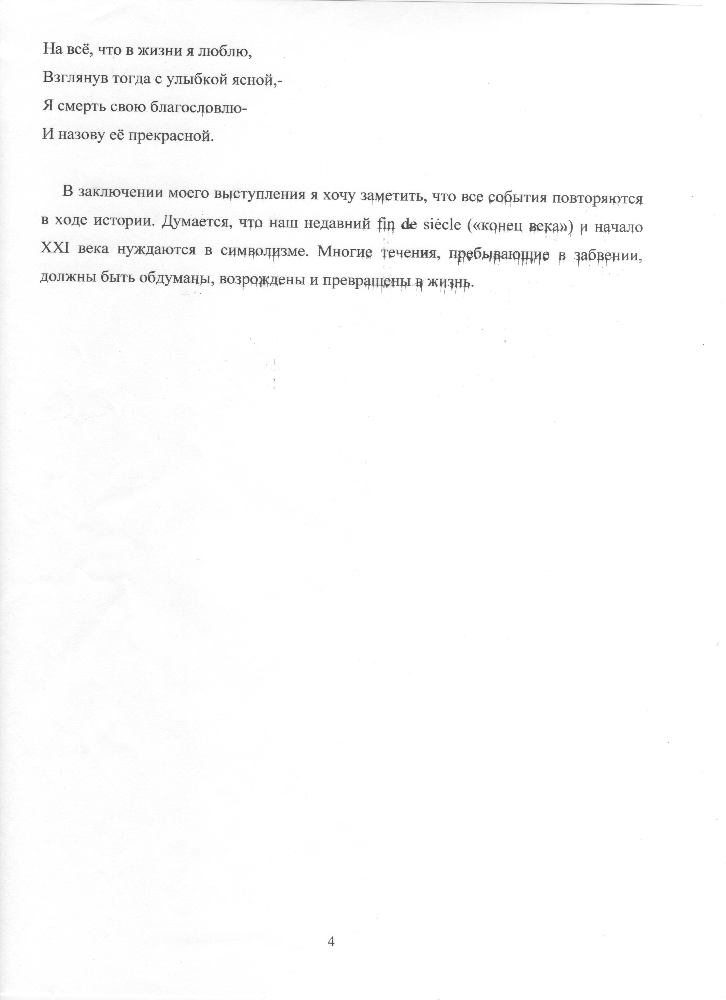 На всё, что в жизни я люблю,
Взглянув тогда с улыбкой ясной,-
Я смерть свою благословлю-
И назову её прекрасной.
В заключении моего выступления я хочу заметить, что все события повторяются
в ходе истории. Думается, что наш недавний fin de siècle («конец века») и начало
XXI века нуждаются в символизме. Многие течения, пребывающие в забвении,
должны быть обдуманы, возрождены и превращены в жизнь.
4